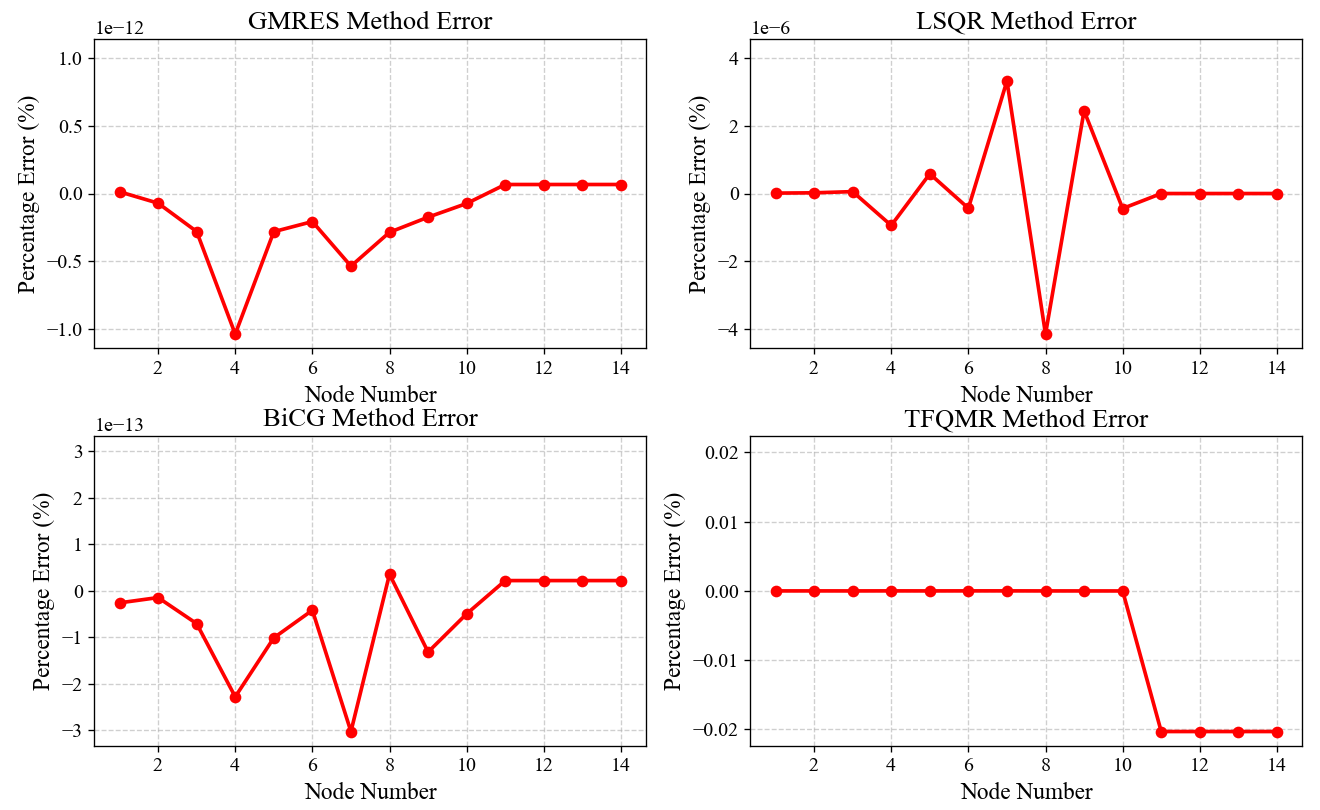 GMRES Method Error
1e−12
Percentage Error (%)
1.0
0.5
0.0
−0.5
−1.0
2 4 6 8 10 12 14
Node Number
LSQR Method Error
1e−6
Percentage Error (%)
4
2
0
−2
−4
2 4 6 8 10 12 14
Node Number
BiCG Method Error
1e−13
Percentage Error (%)
3
2
1
0
−1
−2
−3
2 4 6 8 10 12 14
Node Number
TFQMR Method Error
Percentage Error (%)
0.02
0.01
0.00
−0.01
−0.02
2 4 6 8 10 12 14
Node Number